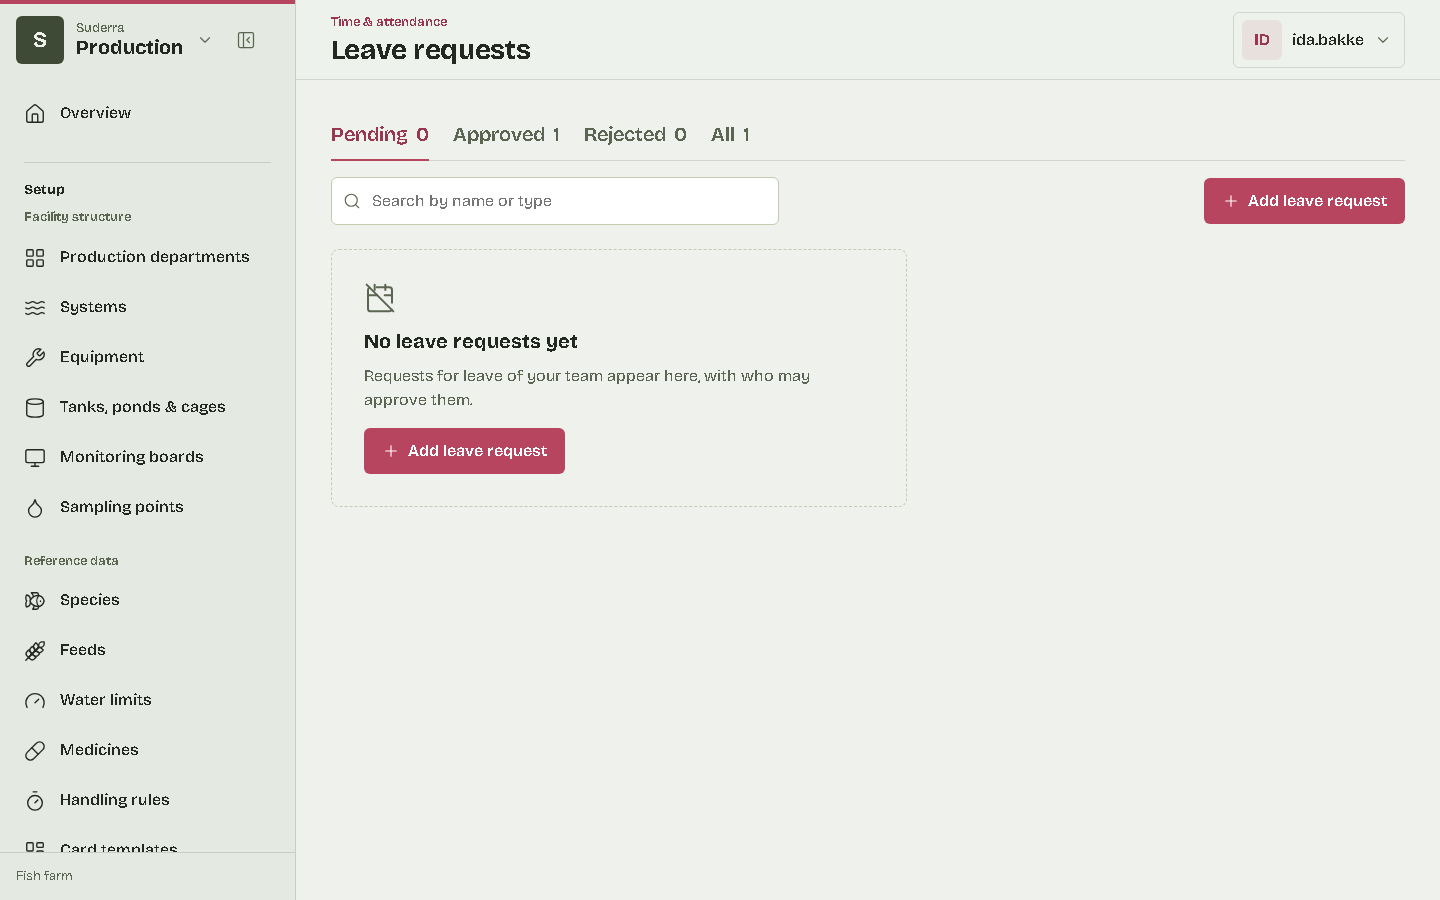 S
Suderra
Production
Overview
Setup
Facility structure
Production departments
Systems
Equipment
Tanks, ponds & cages
Monitoring boards
Sampling points
Reference data
Species
Feeds
Water limits
Medicines
Handling rules
Card templates
Fish farm
Time & attendance
Leave requests
ID
ida.bakke
Pending 0
Approved 1
Rejected 0
All 1
Search by name or type
Add leave request
No leave requests yet
Requests for leave of your team appear here, with who may
approve them.
Add leave request